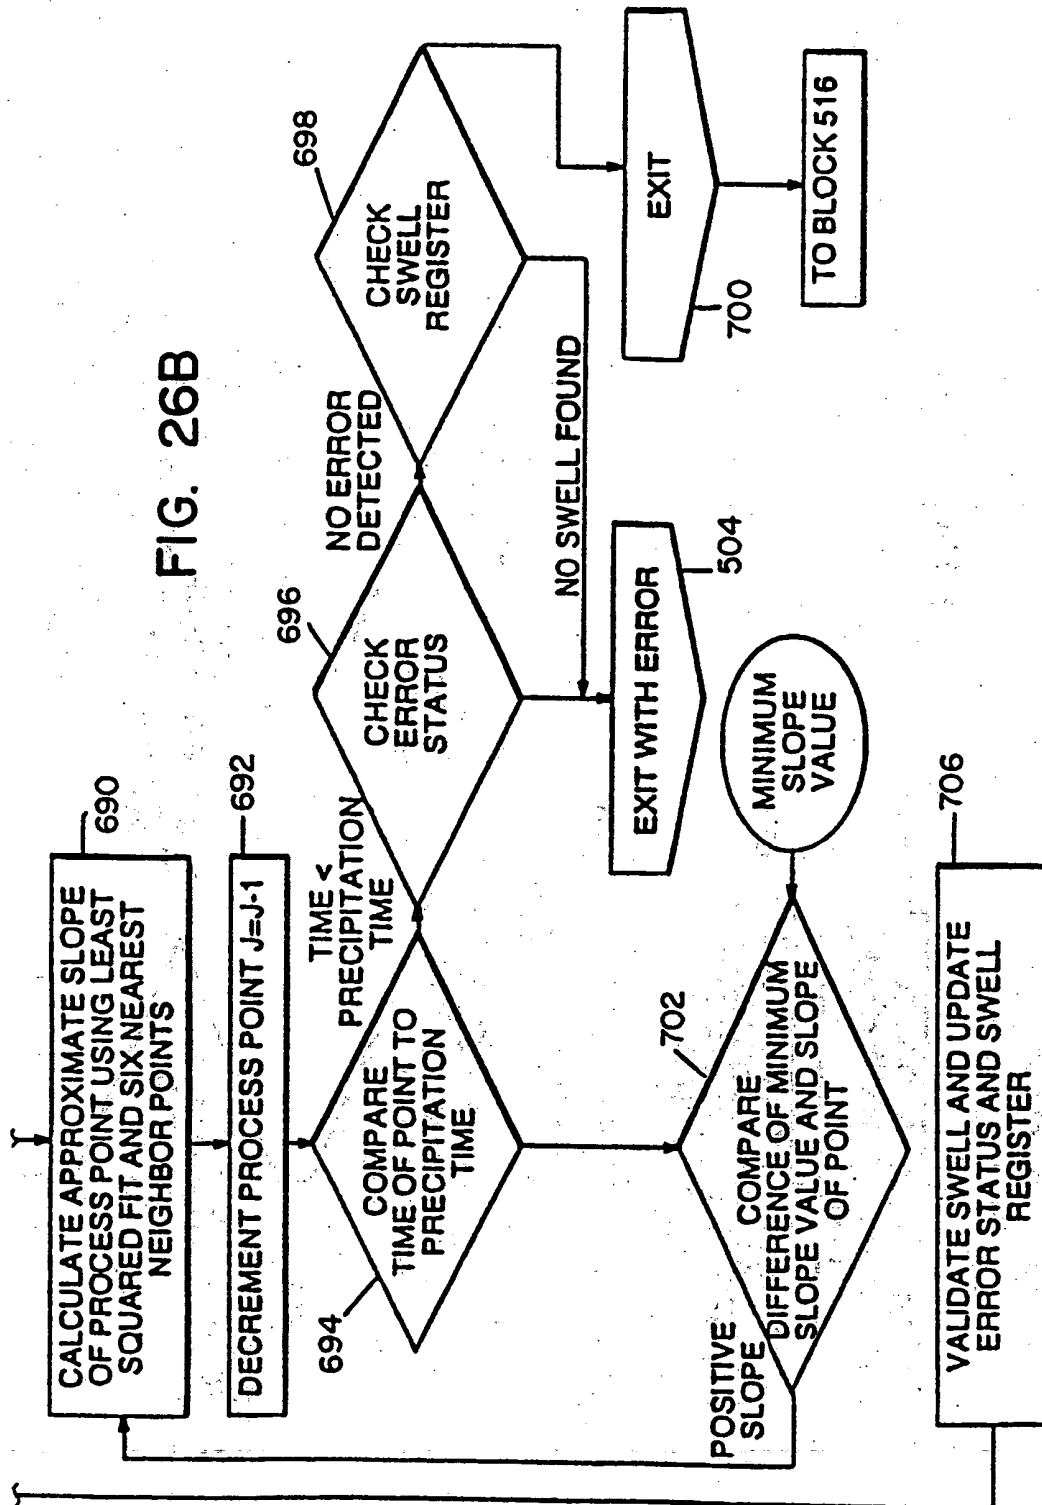 FIG. 26B
CALCULATE APPROXIMATE SLOPE
OF PROCESS POINT USING LEAST
SQUARED FIT AND SIX NEAREST
NEIGHBOR POINTS
690
DECREMENT PROCESS POINT J=J-1
692
COMPARE
TIME OF POINT TO
PRECIPITATION
TIME
694
TIME <
PRECIPITATION
TIME
CHECK
ERROR
STATUS
696
NO ERROR
DETECTED
CHECK
SWELL
REGISTER
698
NO SWELL FOUND
EXIT WITH ERROR
504
EXIT
700
TO BLOCK 516
COMPARE
DIFFERENCE OF MINIMUM
SLOPE VALUE AND SLOPE
OF POINT
702
POSITIVE
SLOPE
MINIMUM
SLOPE
VALUE
VALIDATE SWELL AND UPDATE
ERROR STATUS AND SWELL
REGISTER
706